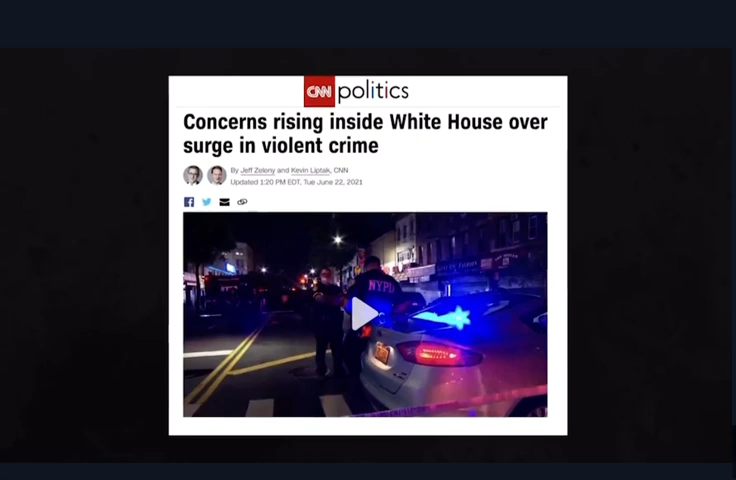 CNN politics
Concerns rising inside White House over
surge in violent crime
By Jeff Zeleny and Kevin Liptak, CNN
Updated 1:20 PM EDT, Tue June 22, 2021
NYPD